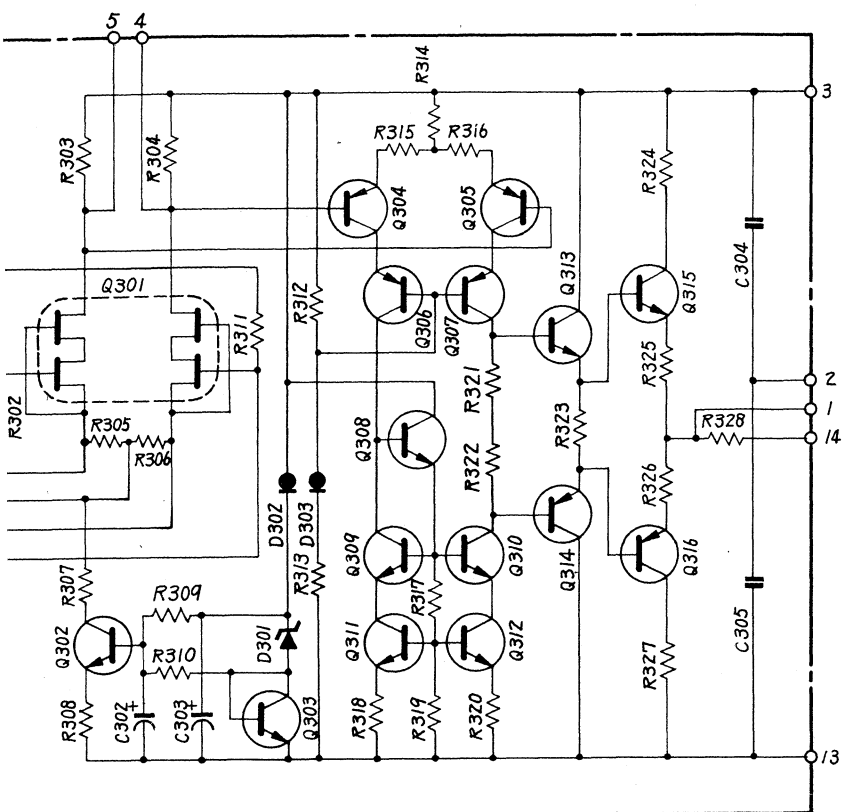 5 4
R314
3
R303
R304
R315
R316
R324
Q304
Q305
C304
Q301
R312
Q313
Q315
R311
Q306
Q307
R321
R325
2
1
R302
R305
R306
Q308
R322
R323
R328
14
R326
D302
D303
R307
R309
R313
Q309
R317
Q310
Q314
Q316
Q302
R310
D301
Q311
Q312
C305
R327
R308
C302
+
C303
+
Q303
R318
R319
R320
13